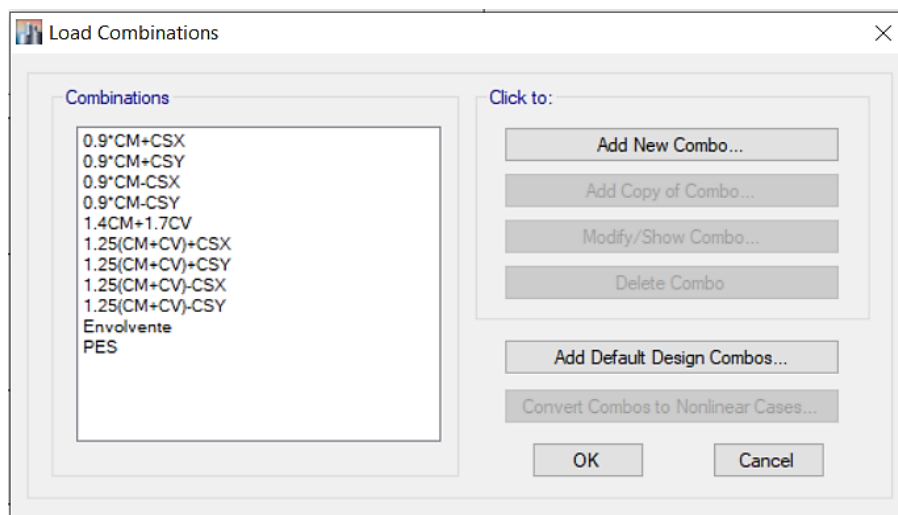 Load Combinations
Combinations
0.9*CM+CSX
0.9*CM+CSY
0.9*CM-CSX
0.9*CM-CSY
1.4CM+1.7CV
1.25(CM+CV)+CSX
1.25(CM+CV)+CSY
1.25(CM+CV)-CSX
1.25(CM+CV)-CSY
Envolvente
PES
Click to:
Add New Combo...
Add Copy of Combo...
Modify/Show Combo...
Delete Combo
Add Default Design Combos...
Convert Combos to Nonlinear Cases...
OK
Cancel